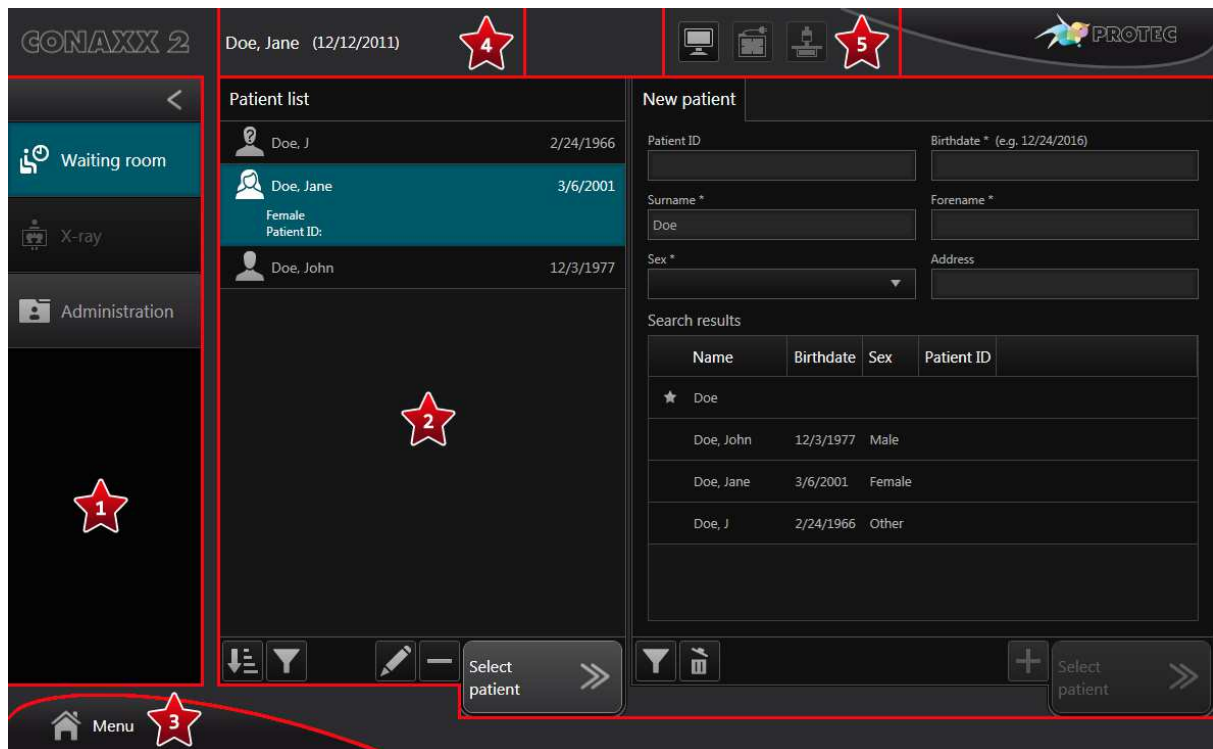 CONAXX 2
Doe, Jane (12/12/2011)
4
5
PROTEC
Waiting room
X-ray
Administration
1
Patient list
Doe, J 2/24/1966
Doe, Jane 3/6/2001
Female
Patient ID:
Doe, John 12/3/1977
2
Select
patient
New patient
Patient ID
Birthdate * (e.g. 12/24/2016)
Surname *
Forename *
Doe
Sex *
Address
Search results
Name Birthdate Sex Patient ID
Doe
Doe, John 12/3/1977 Male
Doe, Jane 3/6/2001 Female
Doe, J 2/24/1966 Other
Select
patient
Menu
3